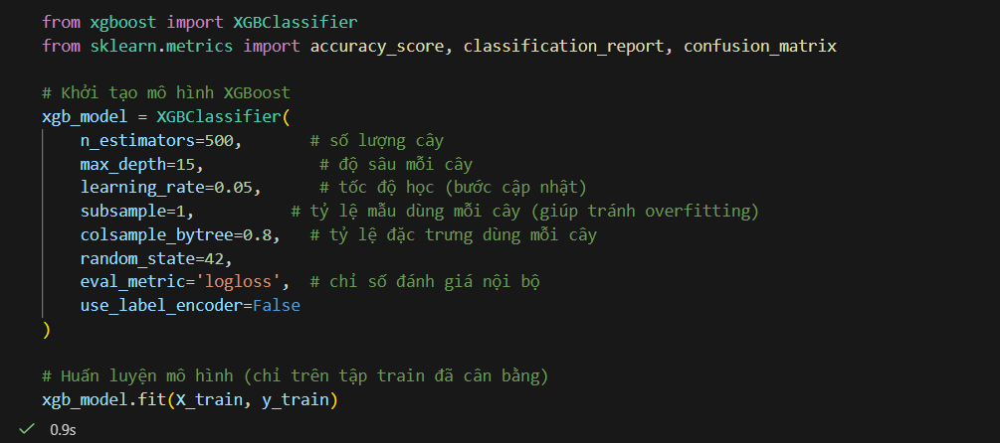 from xgboost import XGBClassifier
from sklearn.metrics import accuracy_score, classification_report, confusion_matrix
# Khởi tạo mô hình XGBoost
xgb_model = XGBClassifier(
    n_estimators=500,       # số lượng cây
    max_depth=15,            # độ sâu mỗi cây
    learning_rate=0.05,      # tốc độ học (bước cập nhật)
    subsample=1,          # tỷ lệ mẫu dùng mỗi cây (giúp tránh overfitting)
    colsample_bytree=0.8,   # tỷ lệ đặc trưng dùng mỗi cây
    random_state=42,
    eval_metric='logloss',  # chỉ số đánh giá nội bộ
    use_label_encoder=False
)
# Huấn luyện mô hình (chỉ trên tập train đã cân bằng)
xgb_model.fit(X_train, y_train)
0.9s